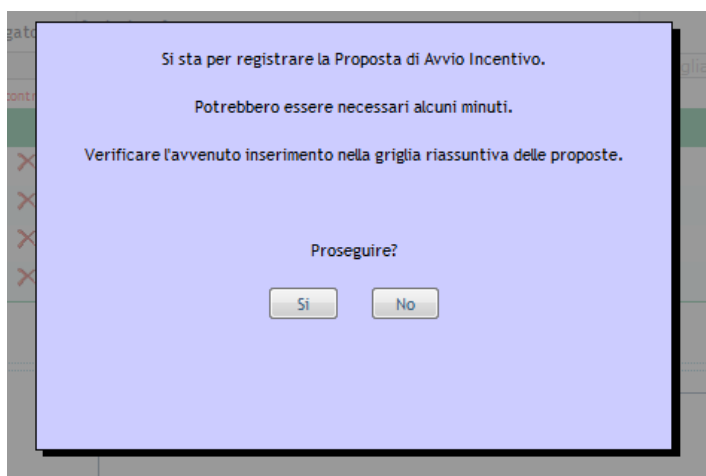 Si sta per registrare la Proposta di Avvio Incentivo.
Potrebbero essere necessari alcuni minuti.
Verificare l'avvenuto inserimento nella griglia riassuntiva delle proposte.
Proseguire?
Si No